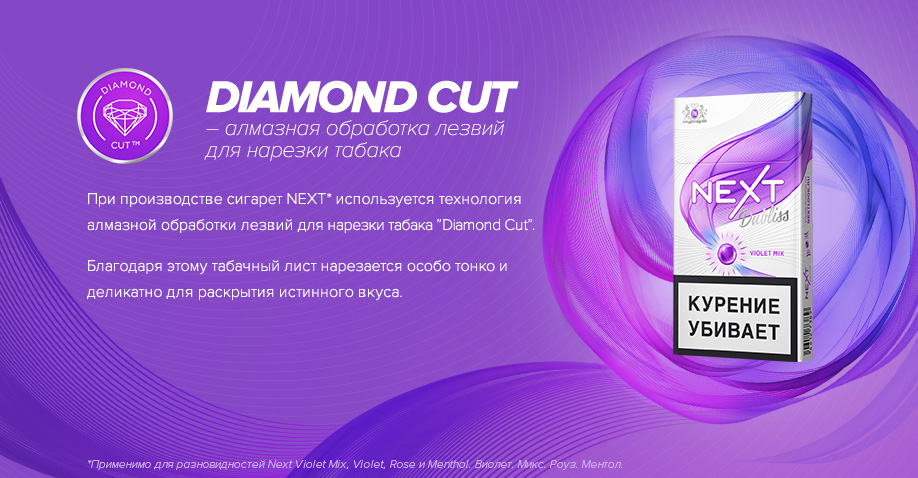 DIAMOND
CUT™
DIAMOND CUT
– алмазная обработка лезвий
для нарезки табака
При производстве сигарет NEXT* используется технология
алмазной обработки лезвий для нарезки табака ”Diamond Cut”.
Благодаря этому табачный лист нарезается особо тонко и
деликатно для раскрытия истинного вкуса.
NEXT
Dubliss
VIOLET MIX
КУРЕНИЕ
УБИВАЕТ
NEXT
*Применимо для разновидностей Next Violet Mix, Violet, Rose и Menthol. Виолет. Микс. Роуз. Ментол.